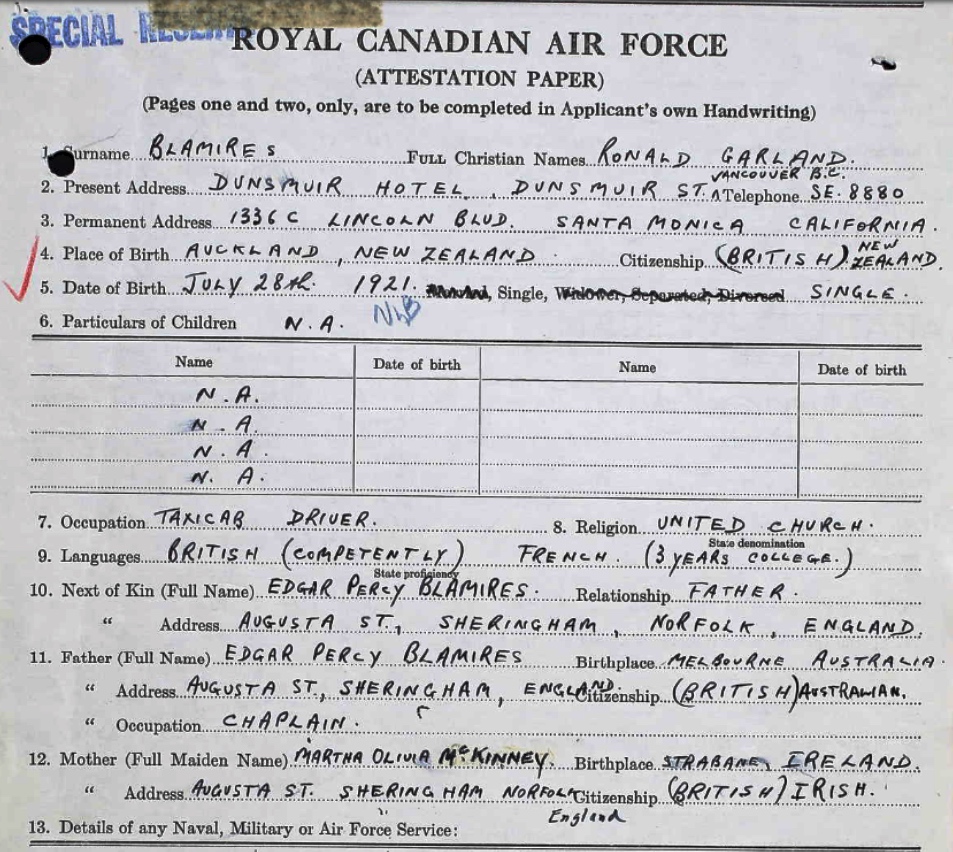 SPECIAL RESERVE
ROYAL CANADIAN AIR FORCE
(ATTESTATION PAPER)
(Pages one and two, only, are to be completed in Applicant's own Handwriting)
1. Surname BLAMIRES FULL Christian Names RONALD GARLAND.
VANCOUVER B.C.
2. Present Address DUNSMUIR HOTEL, DUNSMUIR ST. Telephone SE. 8880
3. Permanent Address 1336 C LINCOLN BLVD. SANTA MONICA CALIFORNIA.
4. Place of Birth AUCKLAND, NEW ZEALAND Citizenship (BRITISH) NEW ZEALAND.
5. Date of Birth JULY 28th. 1921. Married, Single, Widower, Separated, Divorced SINGLE.
6. Particulars of Children N.A. NLB
Name Date of birth Name Date of birth
N.A.
N.A.
N.A.
N.A.
7. Occupation TAXICAB DRIVER. 8. Religion UNITED CHURCH.
State denomination
9. Languages BRITISH (COMPETENTLY) FRENCH. (3 YEARS COLLEGE.)
State proficiency
10. Next of Kin (Full Name) EDGAR PERCY BLAMIRES. Relationship FATHER.
" Address AUGUSTA ST., SHERINGHAM, NORFOLK, ENGLAND.
11. Father (Full Name) EDGAR PERCY BLAMIRES Birthplace MELBOURNE AUSTRALIA.
" Address AUGUSTA ST., SHERINGHAM, ENGLAND. Citizenship (BRITISH) AUSTRALIAN.
" Occupation CHAPLAIN.
12. Mother (Full Maiden Name) MARTHA OLIVIA McKINNEY. Birthplace STRABANE, IRELAND.
" Address AUGUSTA ST. SHERINGHAM NORFOLK Citizenship (BRITISH) IRISH.
England
13. Details of any Naval, Military or Air Force Service: